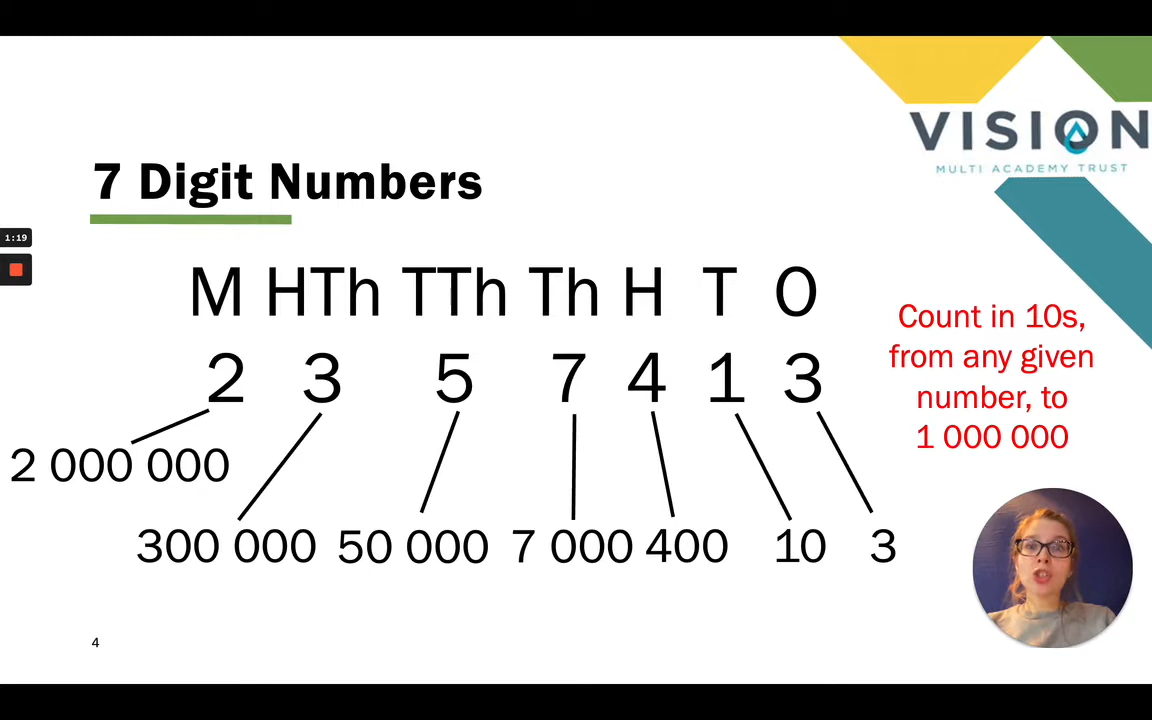 VISION
MULTI ACADEMY TRUST
7 Digit Numbers
1:19
M HTh TTh Th H T O
2 3 5 7 4 1 3
Count in 10s,
from any given
number, to
1 000 000
2 000 000
300 000 50 000 7 000 400 10 3
4